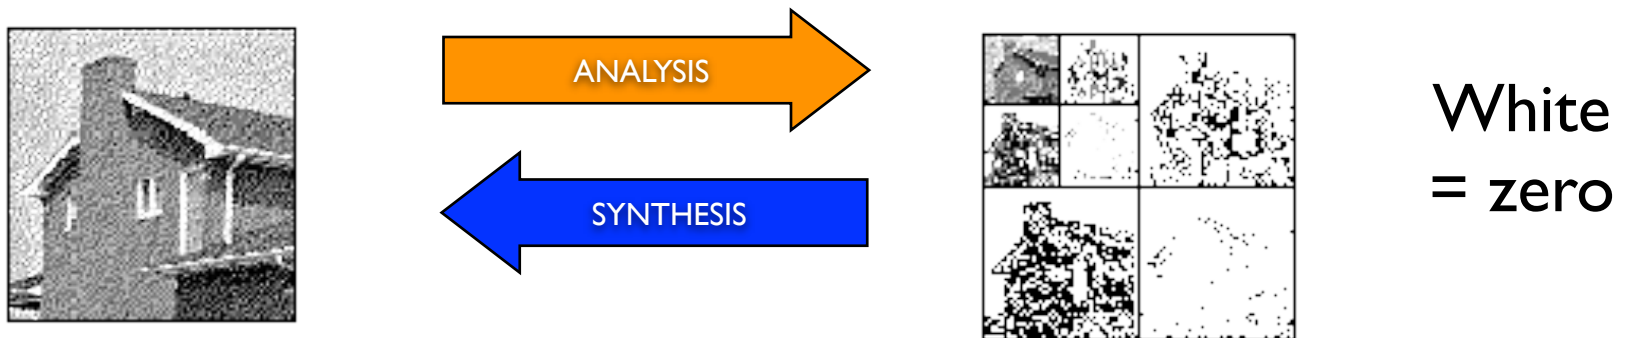 ANALYSIS
SYNTHESIS
White
= zero